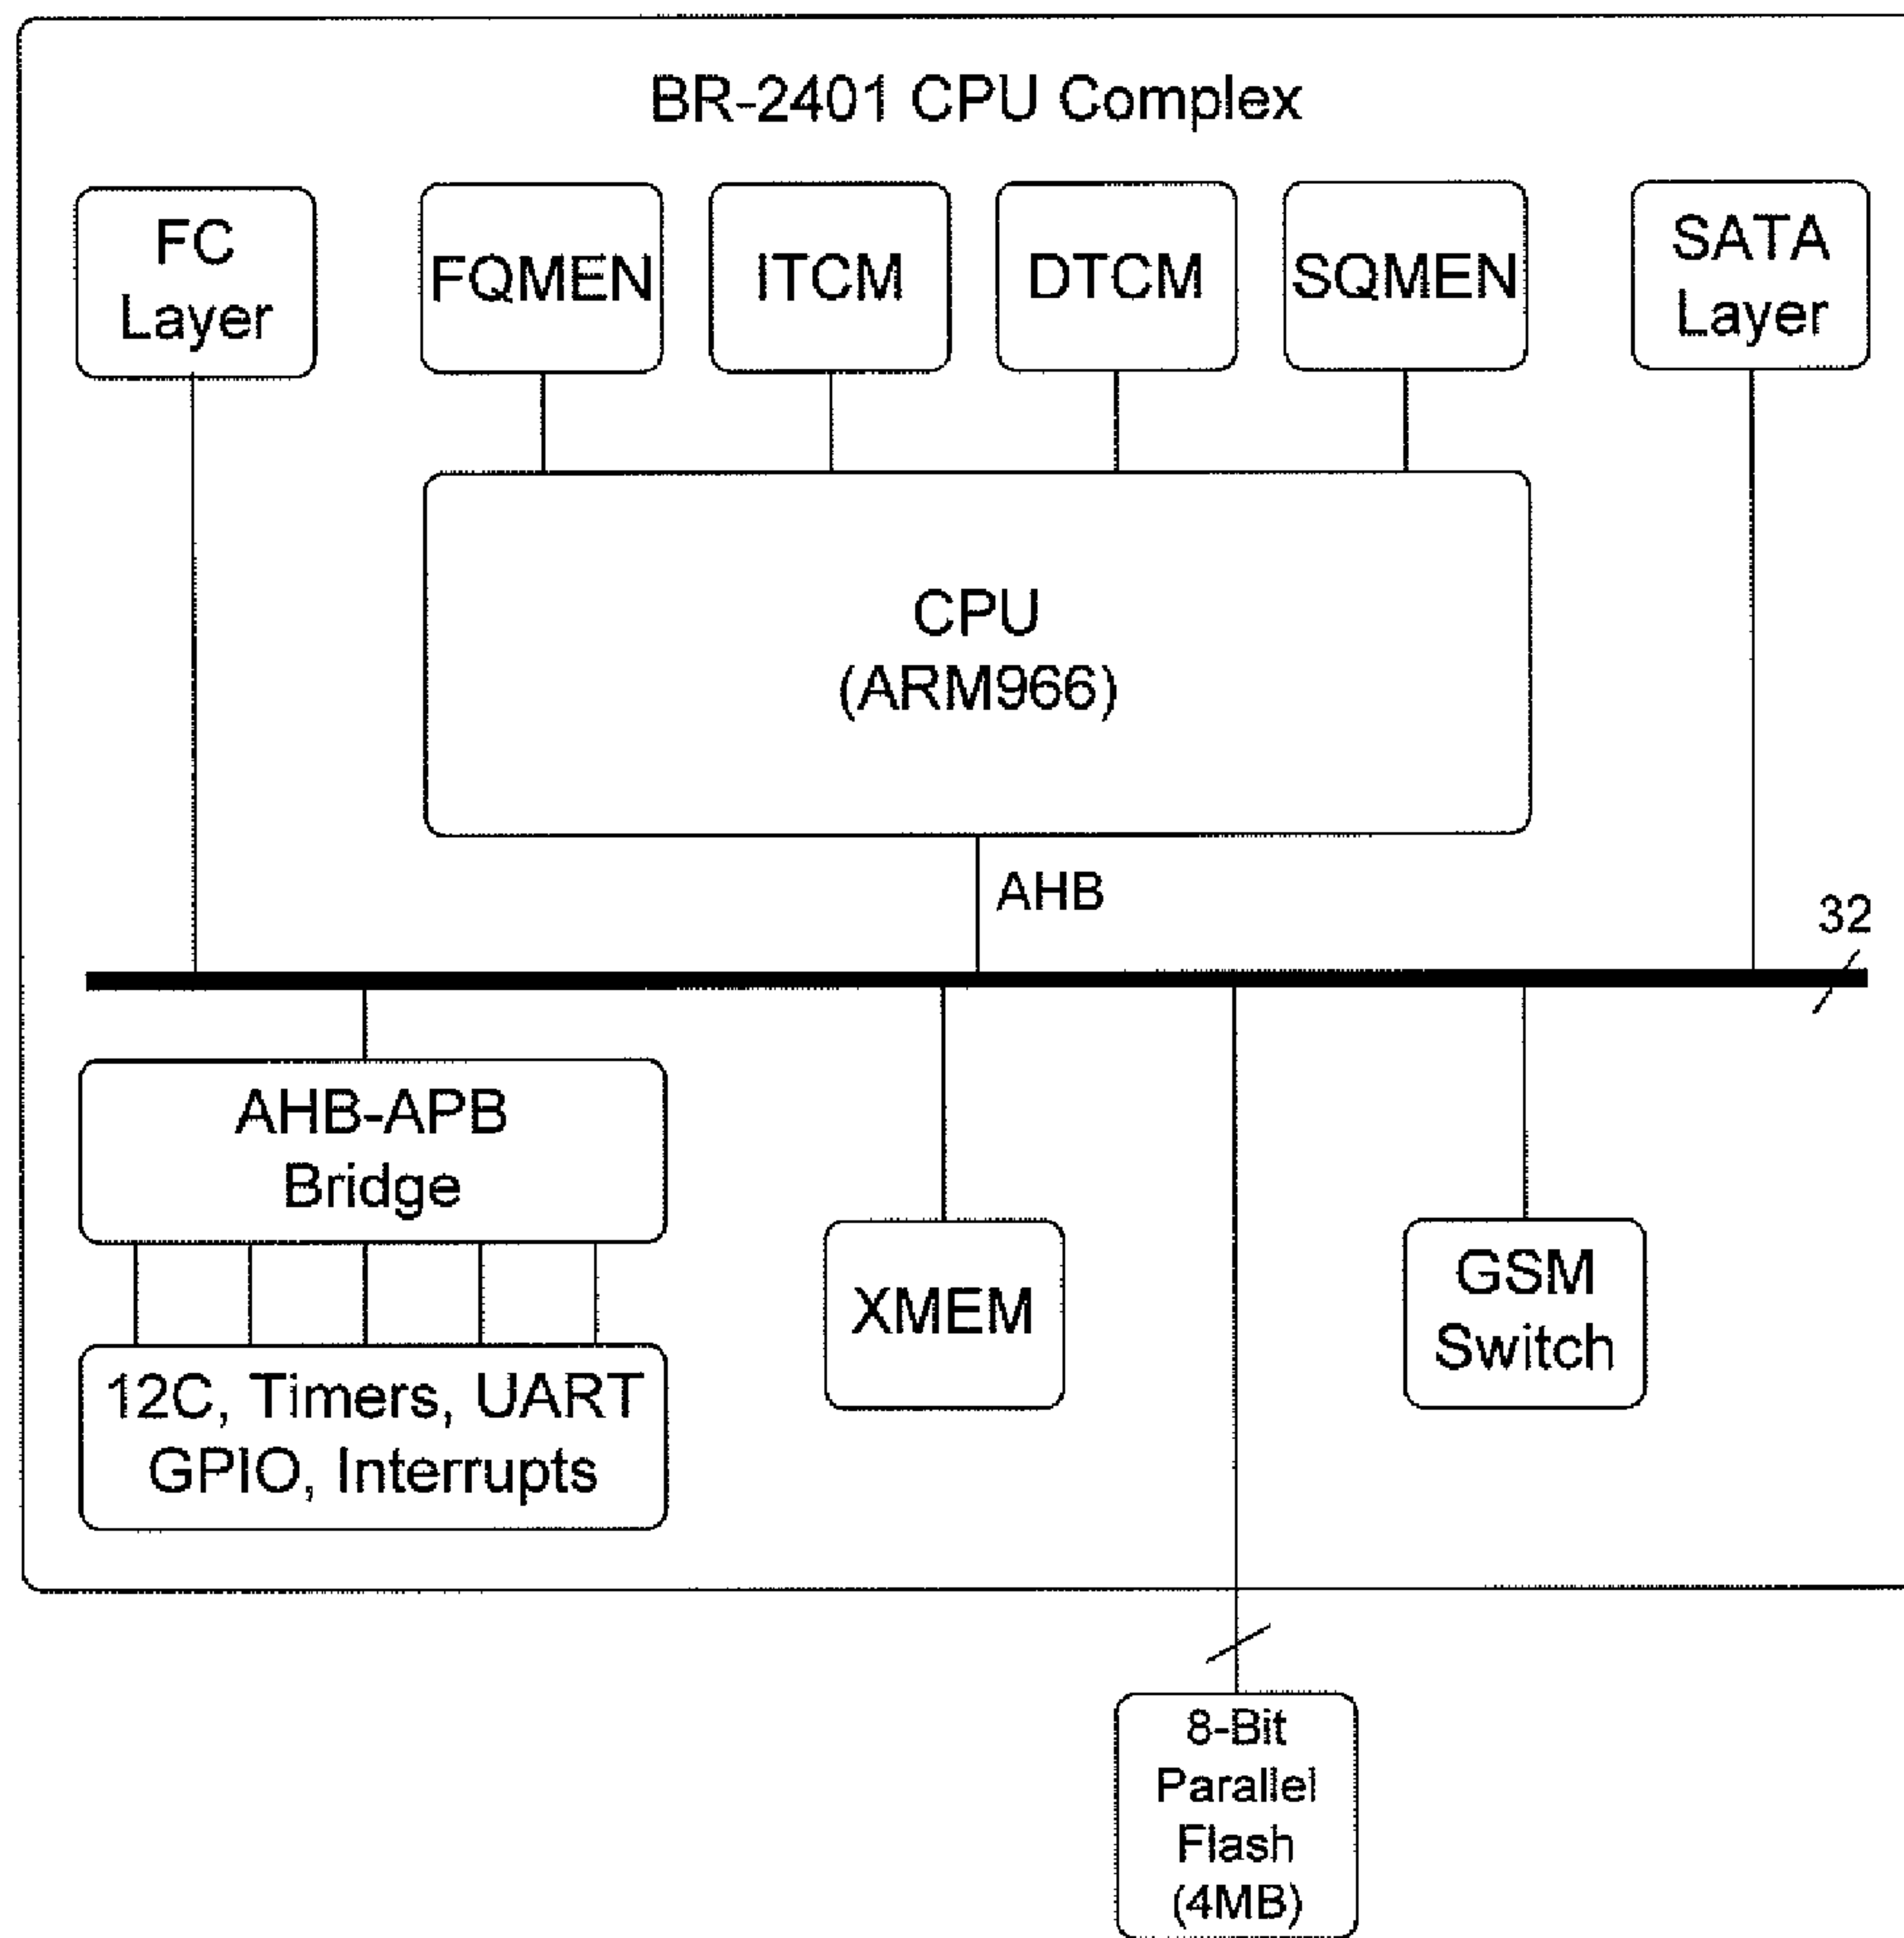 BR-2401 CPU Complex
FC
Layer
FQMEN
ITCM
DTCM
SQMEN
SATA
Layer
CPU
(ARM966)
AHB
32
AHB-APB
Bridge
XMEM
GSM
Switch
12C, Timers, UART
GPIO, Interrupts
8-Bit
Parallel
Flash
(4MB)